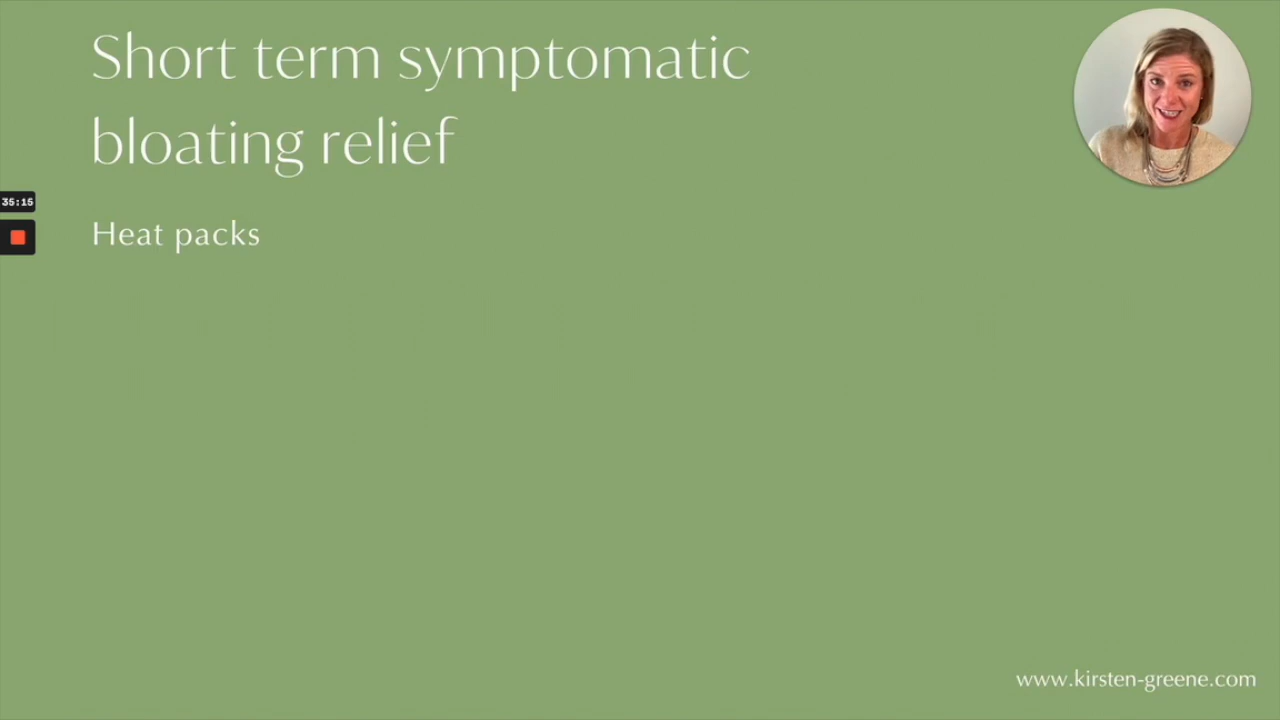 Short term symptomatic
bloating relief
35:15
Heat packs
www.kirsten-greene.com